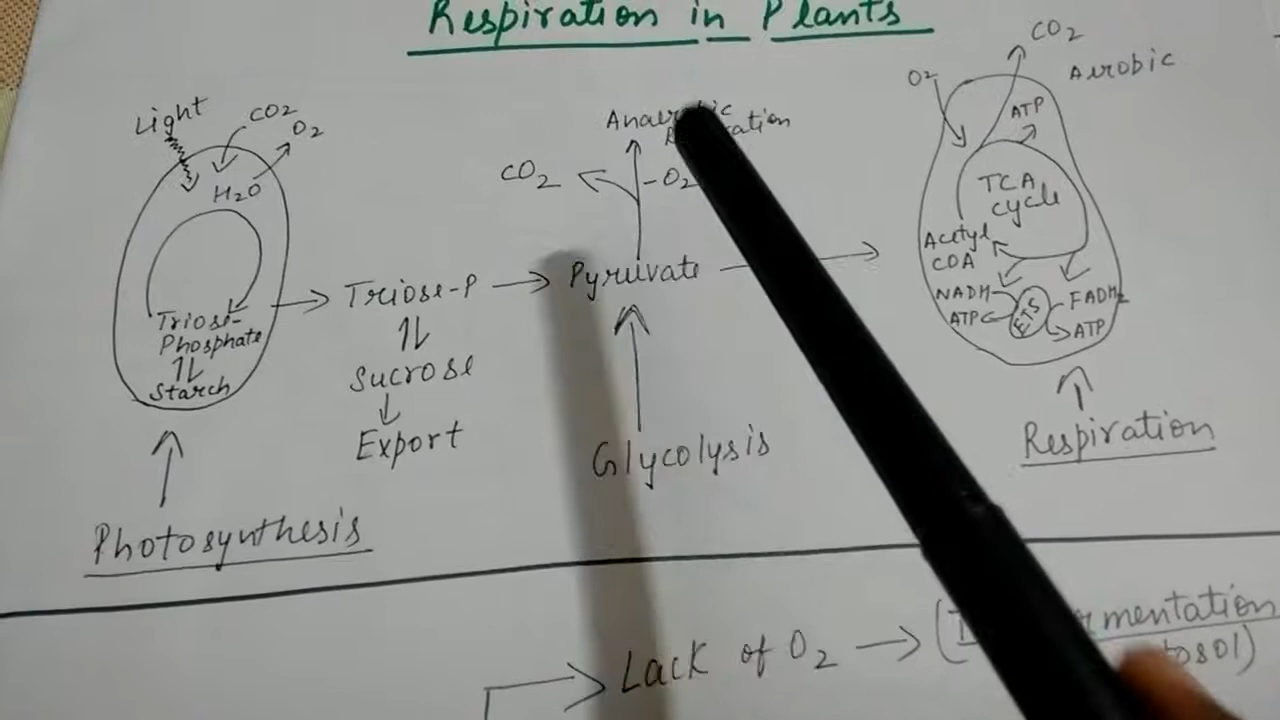 Respiration in Plants
Light
CO2
O2
H2O
Triose-
Phosphate
Starch
Photosynthesis
Triose-P
Sucrose
Export
CO2
-O2
Pyruvate
Glycolysis
O2
CO2
Aerobic
ATP
TCA
cycle
Acetyl
COA
NADH
ATP
ETS
FADH2
ATP
Respiration
Lack of O2